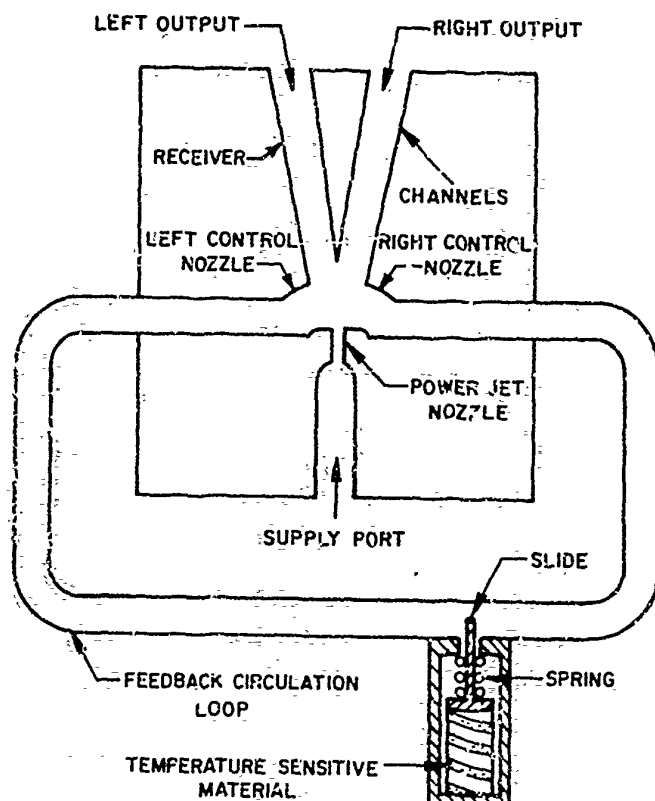 LEFT OUTPUT
RIGHT OUTPUT
RECEIVER
CHANNELS
LEFT CONTROL
NOZZLE
RIGHT CONTROL
NOZZLE
POWER JET
NOZZLE
SUPPLY PORT
SLIDE
FEEDBACK CIRCULATION
LOOP
SPRING
TEMPERATURE SENSITIVE
MATERIAL